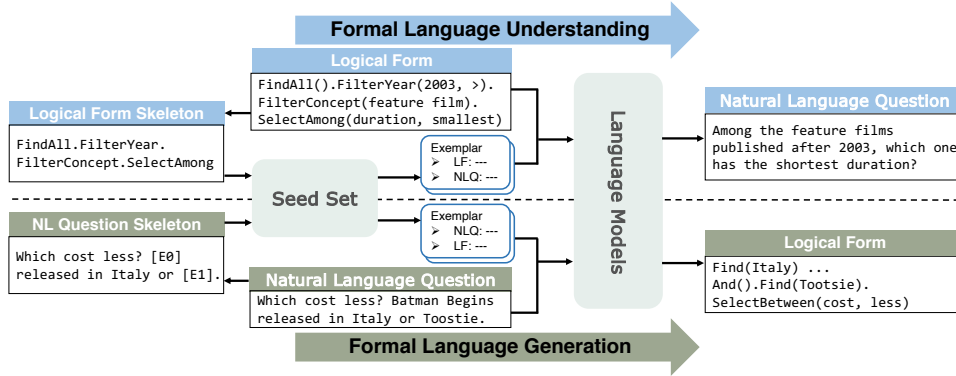 Formal Language Understanding
Logical Form
FindAll().FilterYear(2003, >).
FilterConcept(feature film).
SelectAmong(duration, smallest)
Logical Form Skeleton
FindAll.FilterYear.
FilterConcept.SelectAmong
Exemplar
➢ LF: ---
➢ NLQ: ---
Seed Set
Language Models
Natural Language Question
Among the feature films
published after 2003, which one
has the shortest duration?
NL Question Skeleton
Which cost less? [E0]
released in Italy or [E1].
Exemplar
➢ NLQ: ---
➢ LF: ---
Natural Language Question
Which cost less? Batman Begins
released in Italy or Toostie.
Logical Form
Find(Italy) ...
And().Find(Tootsie).
SelectBetween(cost, less)
Formal Language Generation